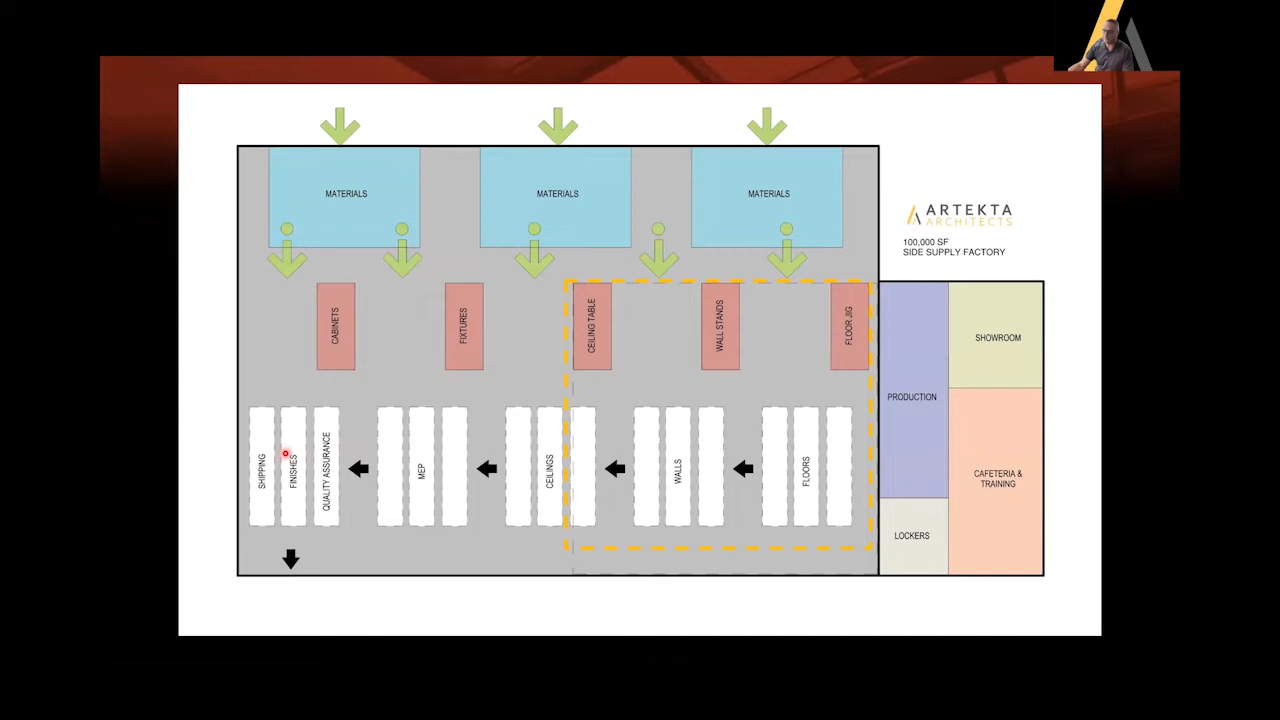 MATERIALS
MATERIALS
MATERIALS
ARTEKTA
ARCHITECTS
100,000 SF
SIDE SUPPLY FACTORY
CABINETS
FIXTURES
CEILING TABLE
WALL STANDS
FLOOR JIG
PRODUCTION
SHOWROOM
SHIPPING
FINISHES
QUALITY ASSURANCE
MEP
CEILINGS
WALLS
FLOORS
CAFETERIA &
TRAINING
LOCKERS